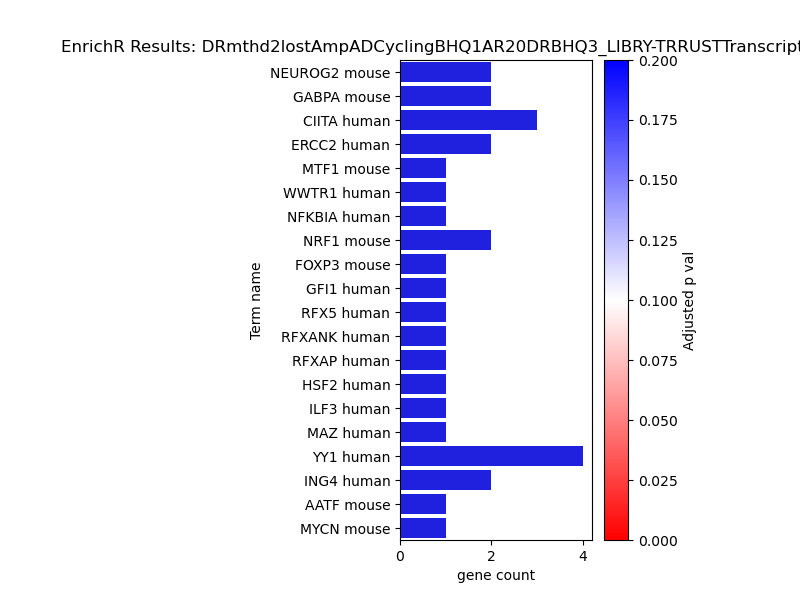 EnrichR Results: DRmthd2lostAmpADCyclingBHQ1AR20DRBHQ3_LIBRY-TRRUSTTranscript
NEUROG2 mouse
GABPA mouse
CIITA human
ERCC2 human
MTF1 mouse
WWTR1 human
NFKBIA human
NRF1 mouse
FOXP3 mouse
GFI1 human
RFX5 human
RFXANK human
RFXAP human
HSF2 human
ILF3 human
MAZ human
YY1 human
ING4 human
AATF mouse
MYCN mouse
Term name
0 2 4
gene count
0.200
0.175
0.150
0.125
0.100
0.075
0.050
0.025
0.000
Adjusted p val